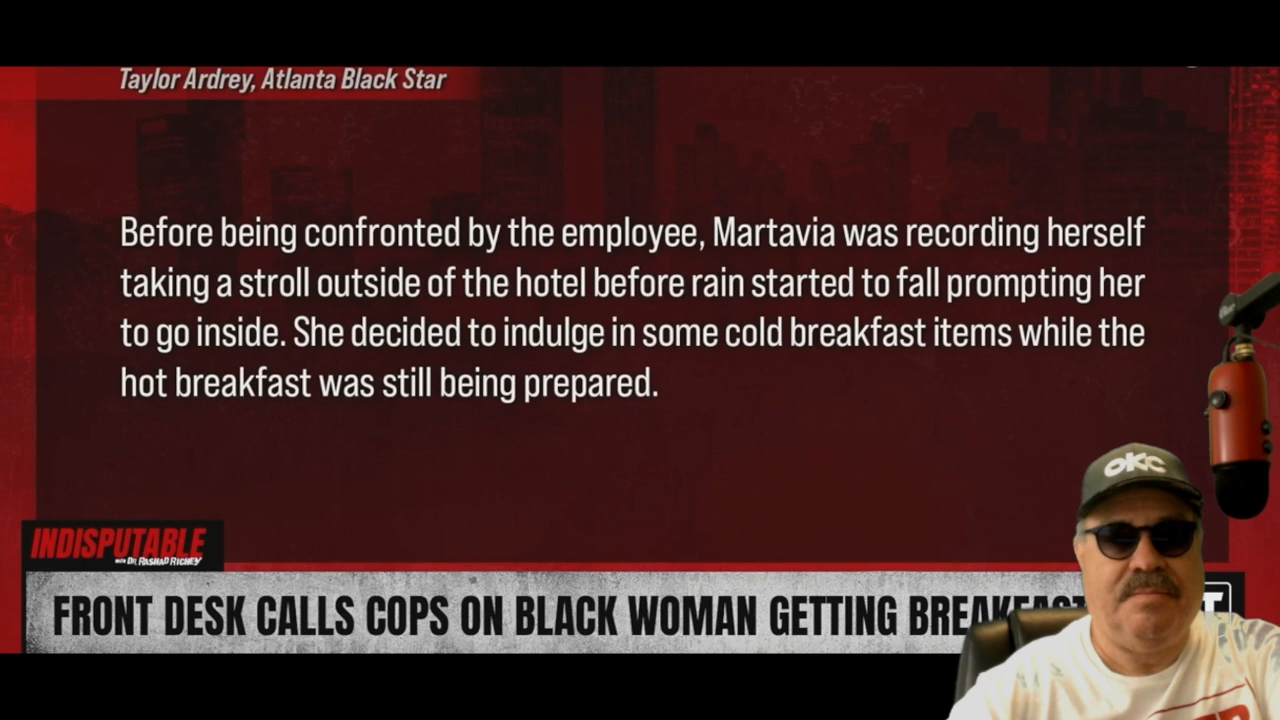 Taylor Ardrey, Atlanta Black Star
Before being confronted by the employee, Martavia was recording herself
taking a stroll outside of the hotel before rain started to fall prompting her
to go inside. She decided to indulge in some cold breakfast items while the
hot breakfast was still being prepared.
INDISPUTABLE
WITH DR. RASHAD RICHEY
FRONT DESK CALLS COPS ON BLACK WOMAN GETTING BREAKFAST
OKC